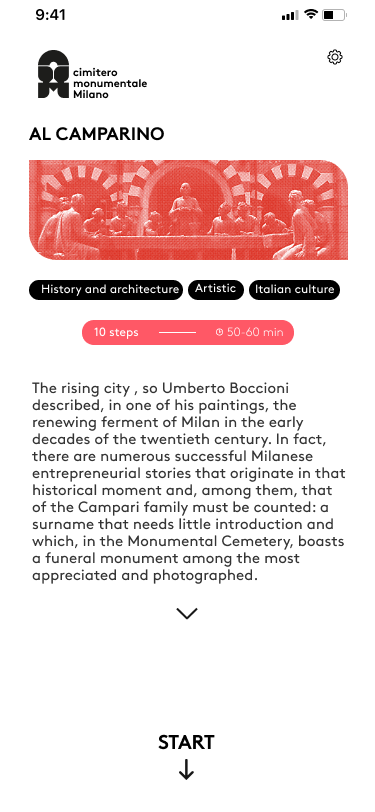 9:41
cimitero
monumentale
Milano
AL CAMPARINO
History and architecture Artistic Italian culture
10 steps 50-60 min
The rising city , so Umberto Boccioni
described, in one of his paintings, the
renewing ferment of Milan in the early
decades of the twentieth century. In fact,
there are numerous successful Milanese
entrepreneurial stories that originate in that
historical moment and, among them, that
of the Campari family must be counted: a
surname that needs little introduction and
which, in the Monumental Cemetery, boasts
a funeral monument among the most
appreciated and photographed.
START